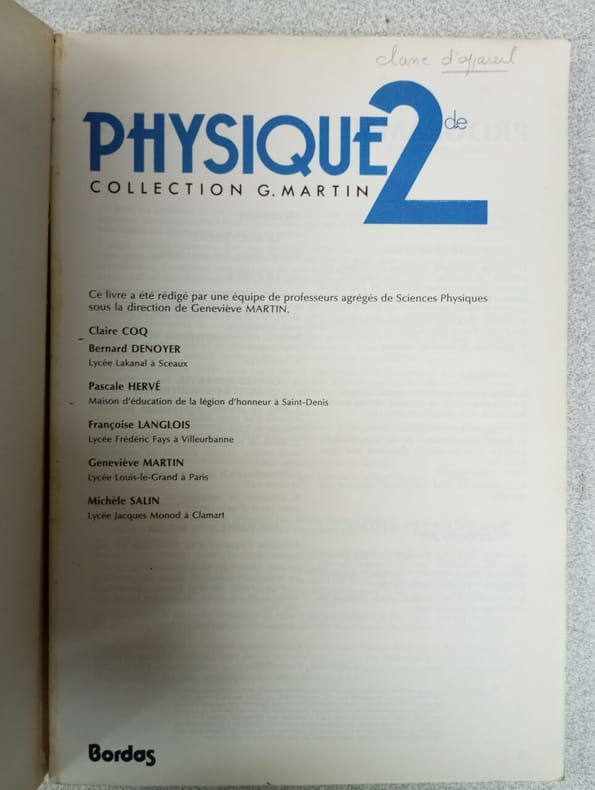 clane d'appareil
PHYSIQUE 2de
COLLECTION G. MARTIN
Ce livre a été rédigé par une équipe de professeurs agrégés de Sciences Physiques
sous la direction de Geneviève MARTIN.
Claire COQ
Bernard DENOYER
Lycée Lakanal à Sceaux
Pascale HERVÉ
Maison d'éducation de la légion d'honneur à Saint-Denis
Françoise LANGLOIS
Lycée Frédéric Fays à Villeurbanne
Geneviève MARTIN
Lycée Louis-le-Grand à Paris
Michèle SALIN
Lycée Jacques Monod à Clamart
Bordas